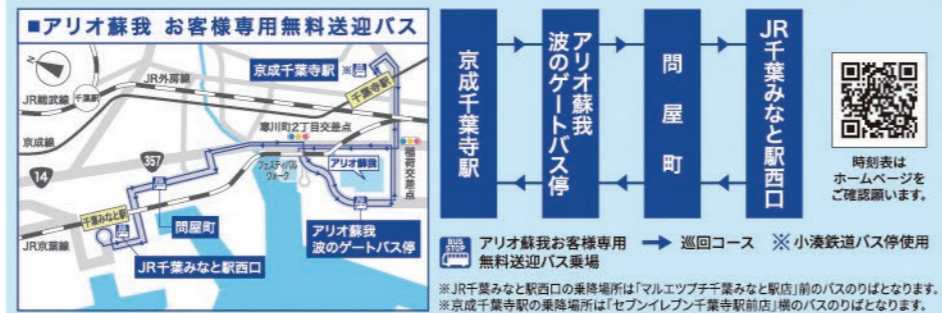 ■アリオ蘇我 お客様専用無料送迎バス
N
JR外房線
京成千葉寺駅 ※
千葉寺駅
JR総武線
千葉駅
京成線
寒川町2丁目交差点
357
14
フェスティバル
ウォーク
アリオ蘇我
稲荷交差点
千葉みなと駅
問屋町
アリオ蘇我
波のゲートバス停
JR京葉線
JR千葉みなと駅西口
京成千葉寺駅
アリオ蘇我
波のゲートバス停
問屋町
JR千葉みなと駅西口
時刻表は
ホームページを
ご確認願います。
BUS
STOP
アリオ蘇我お客様専用
無料送迎バス乗場
巡回コース
※小湊鉄道バス停使用
※JR千葉みなと駅西口の乗降場所は「マルエツプチ千葉みなと駅店」前のバスのりばとなります。
※京成千葉寺駅の乗降場所は「セブンイレブン千葉寺駅前店」横のバスのりばとなります。